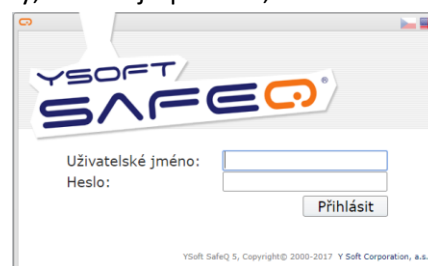 YSOFT
SAFEQ®
Uživatelské jméno:
Heslo:
Přihlásit
YSoft SafeQ 5, Copyright© 2000-2017 Y Soft Corporation, a.s.